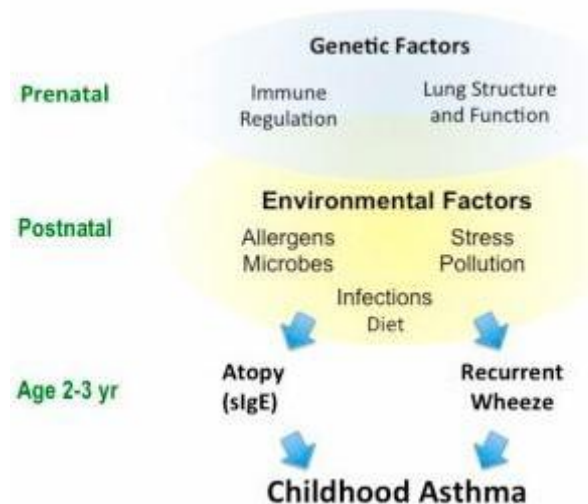 Genetic Factors
Prenatal
Immune
Regulation
Lung Structure
and Function
Environmental Factors
Postnatal
Allergens
Microbes
Stress
Pollution
Infections
Diet
Age 2-3 yr
Atopy
(sIgE)
Recurrent
Wheeze
Childhood Asthma